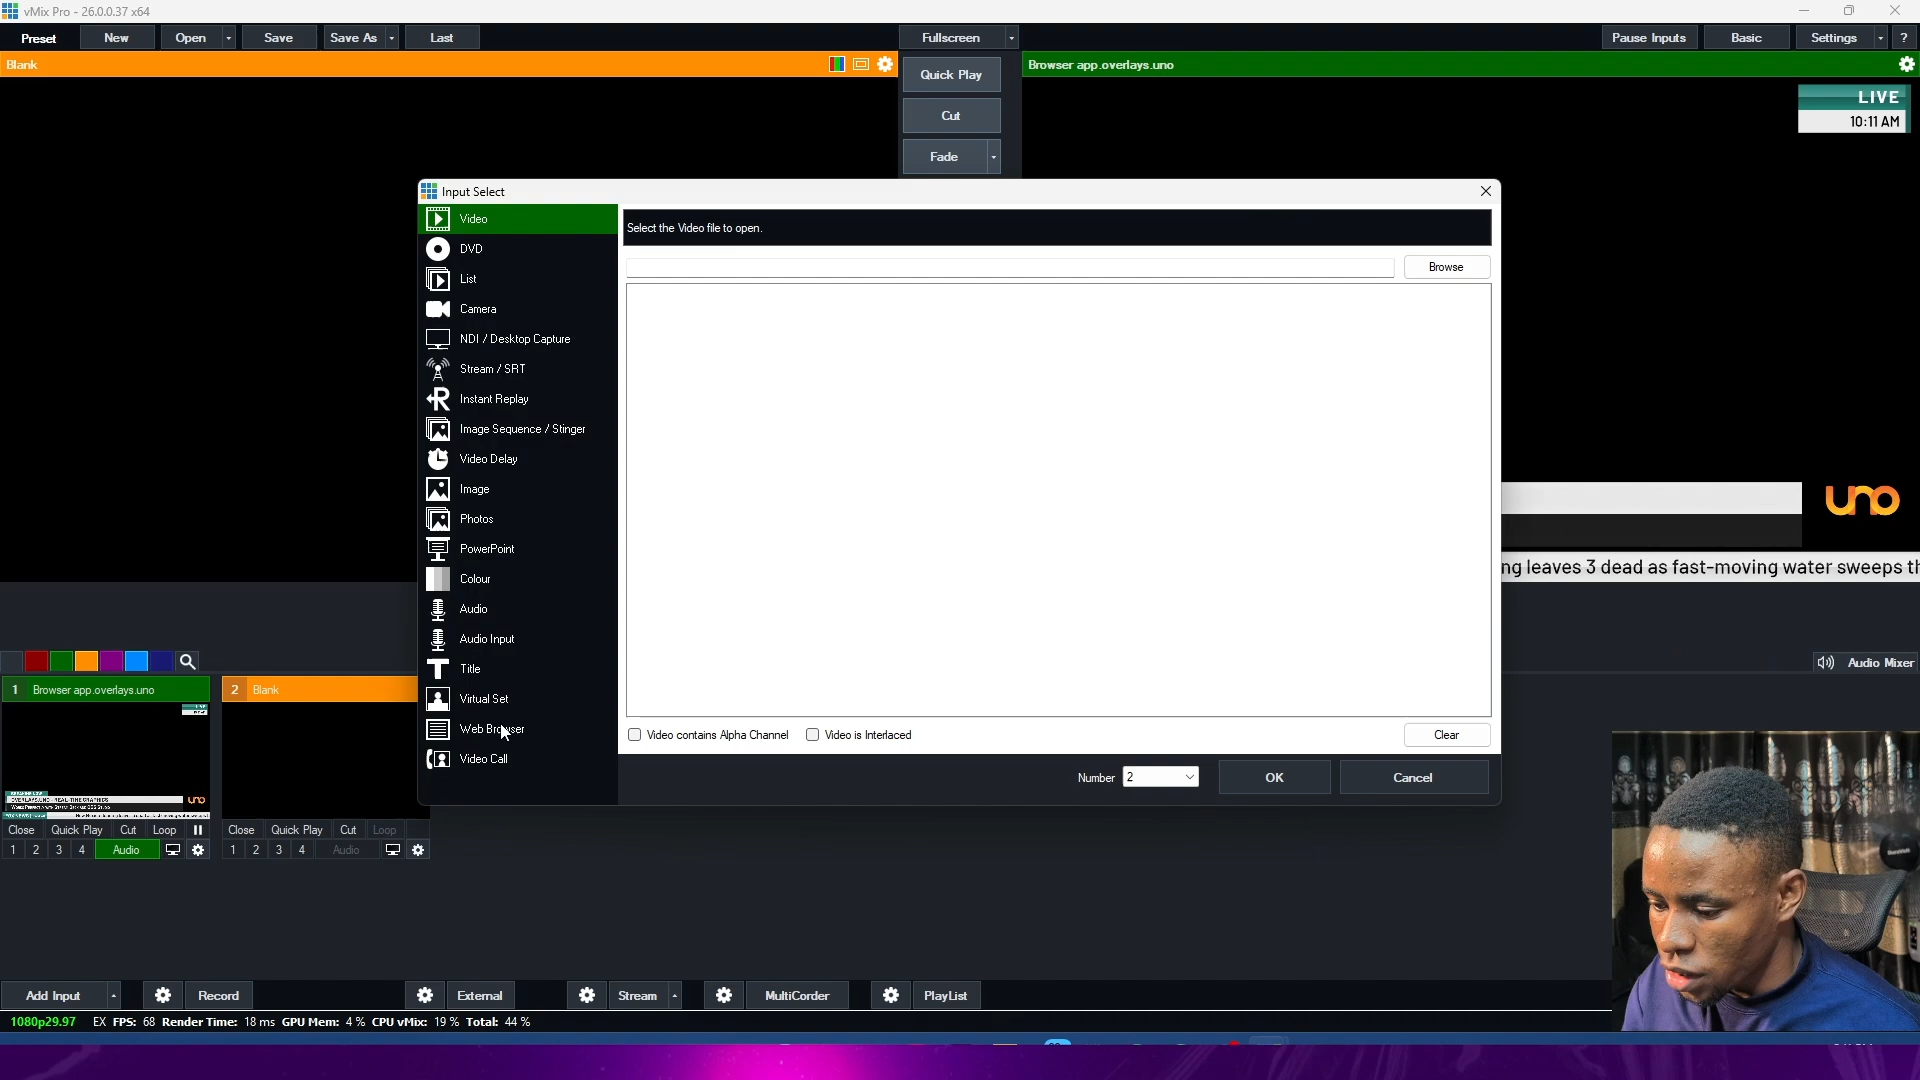 vMix Pro - 26.0.0.37 x64
Preset New Open Save Save As Last Fullscreen Pause Inputs Basic Settings ?
Blank Quick Play Browser app.overlays.uno
LIVE
10:11 AM
Cut
Fade
Input Select
Video
DVD
List
Camera
NDI / Desktop Capture
Stream / SRT
Instant Replay
Image Sequence / Stinger
Video Delay
Image
Photos
PowerPoint
Colour
Audio
Audio Input
Title
Virtual Set
Web Browser
Video Call
Select the Video file to open.
Browse
Video contains Alpha Channel Video is Interlaced Clear
Number 2 OK Cancel
uno
ng leaves 3 dead as fast-moving water sweeps th
Audio Mixer
1 Browser app.overlays.uno
OVERLAYS.UNO - REAL-TIME GRAPHICS
uno
Close Quick Play Cut Loop
1 2 3 4 Audio
2 Blank
Close Quick Play Cut Loop
1 2 3 4 Audio
Add Input Record External Stream MultiCorder PlayList
1080p29.97 EX FPS: 68 Render Time: 18 ms GPU Mem: 4 % CPU vMix: 19 % Total: 44 %